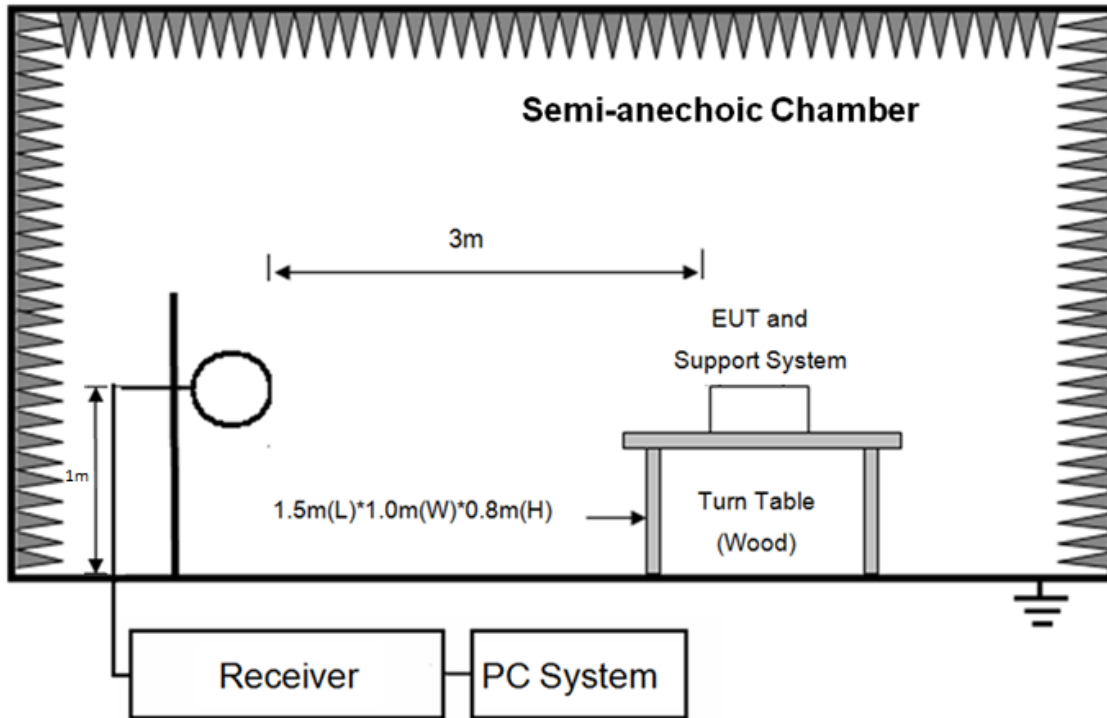 Semi-anechoic Chamber
3m
EUT and
Support System
1m
1.5m(L)*1.0m(W)*0.8m(H)
Turn Table
(Wood)
Receiver
PC System